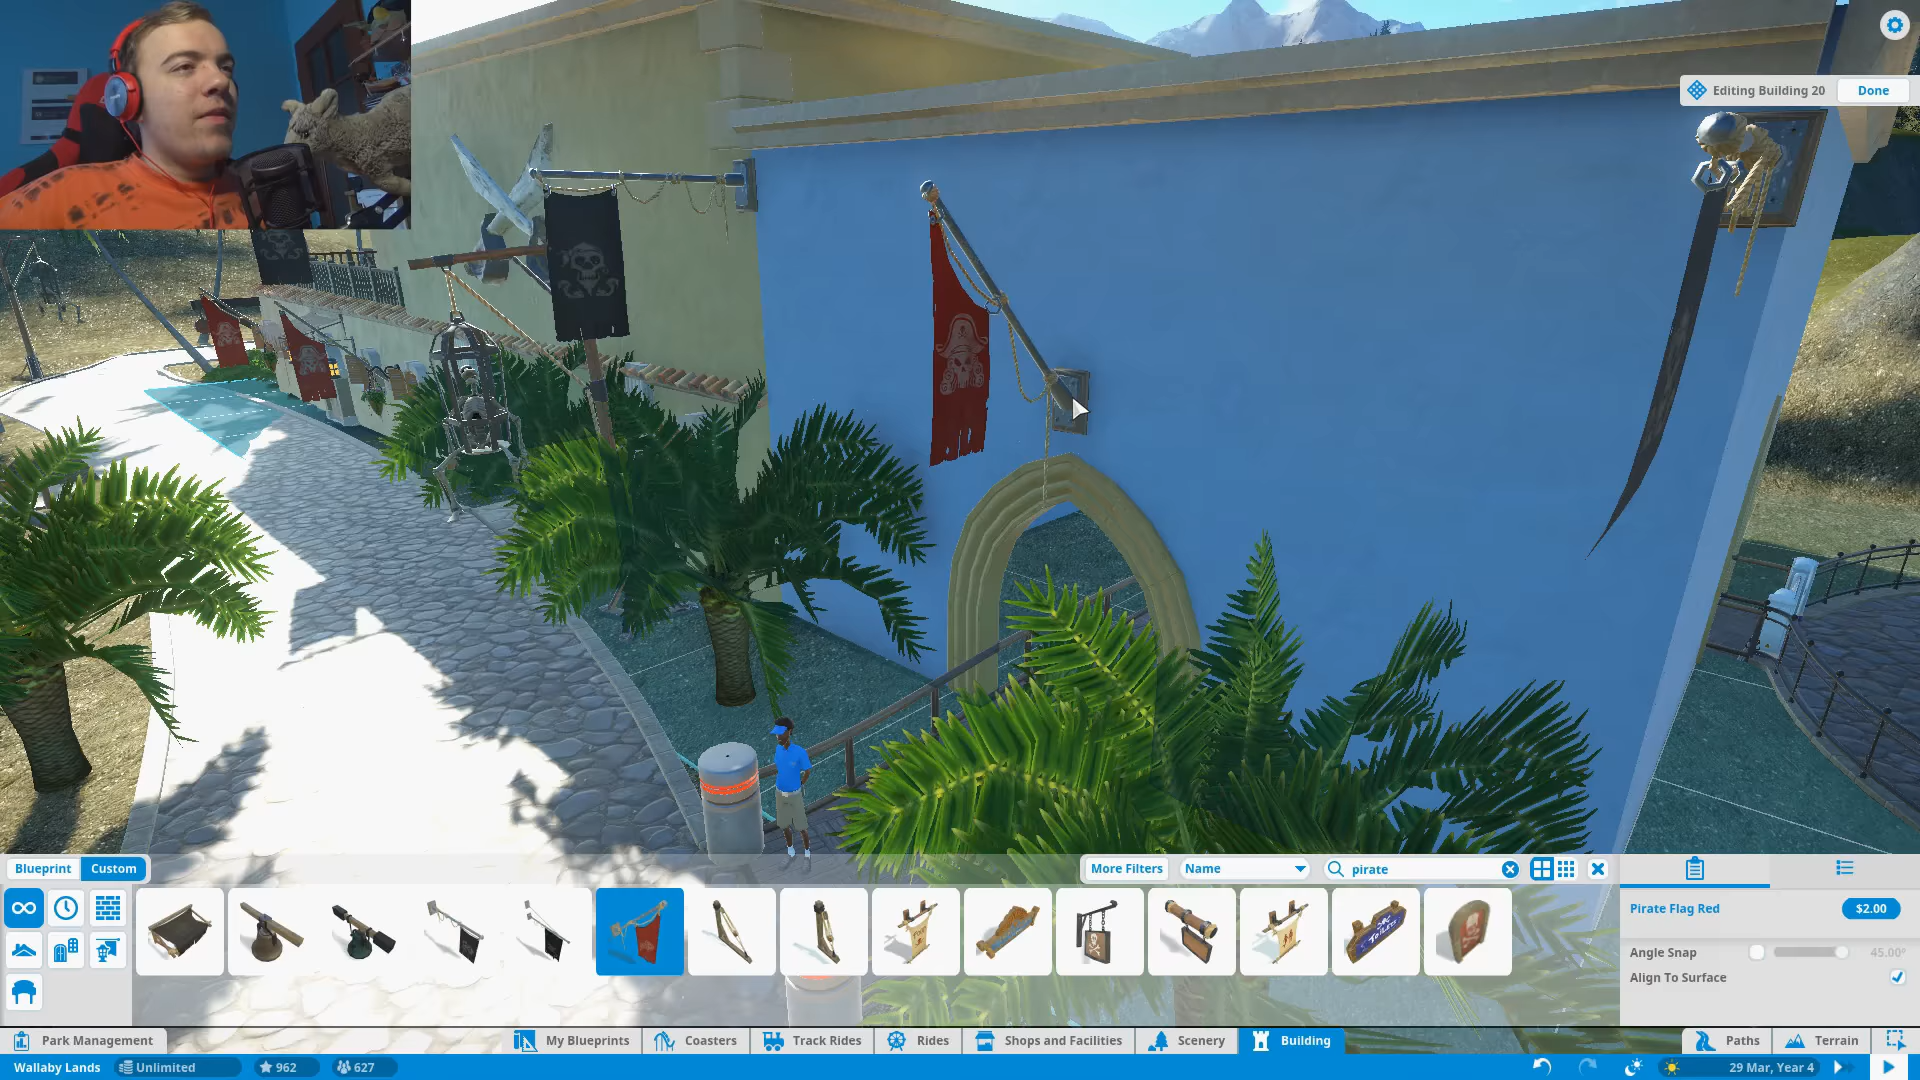 Editing Building 20 Done
Blueprint Custom
More Filters Name pirate
Pirate Flag Red $2.00
Angle Snap 45.00°
Align To Surface
Park Management My Blueprints Coasters Track Rides Rides Shops and Facilities Scenery Building Paths Terrain
Wallaby Lands Unlimited 962 627 29 Mar, Year 4